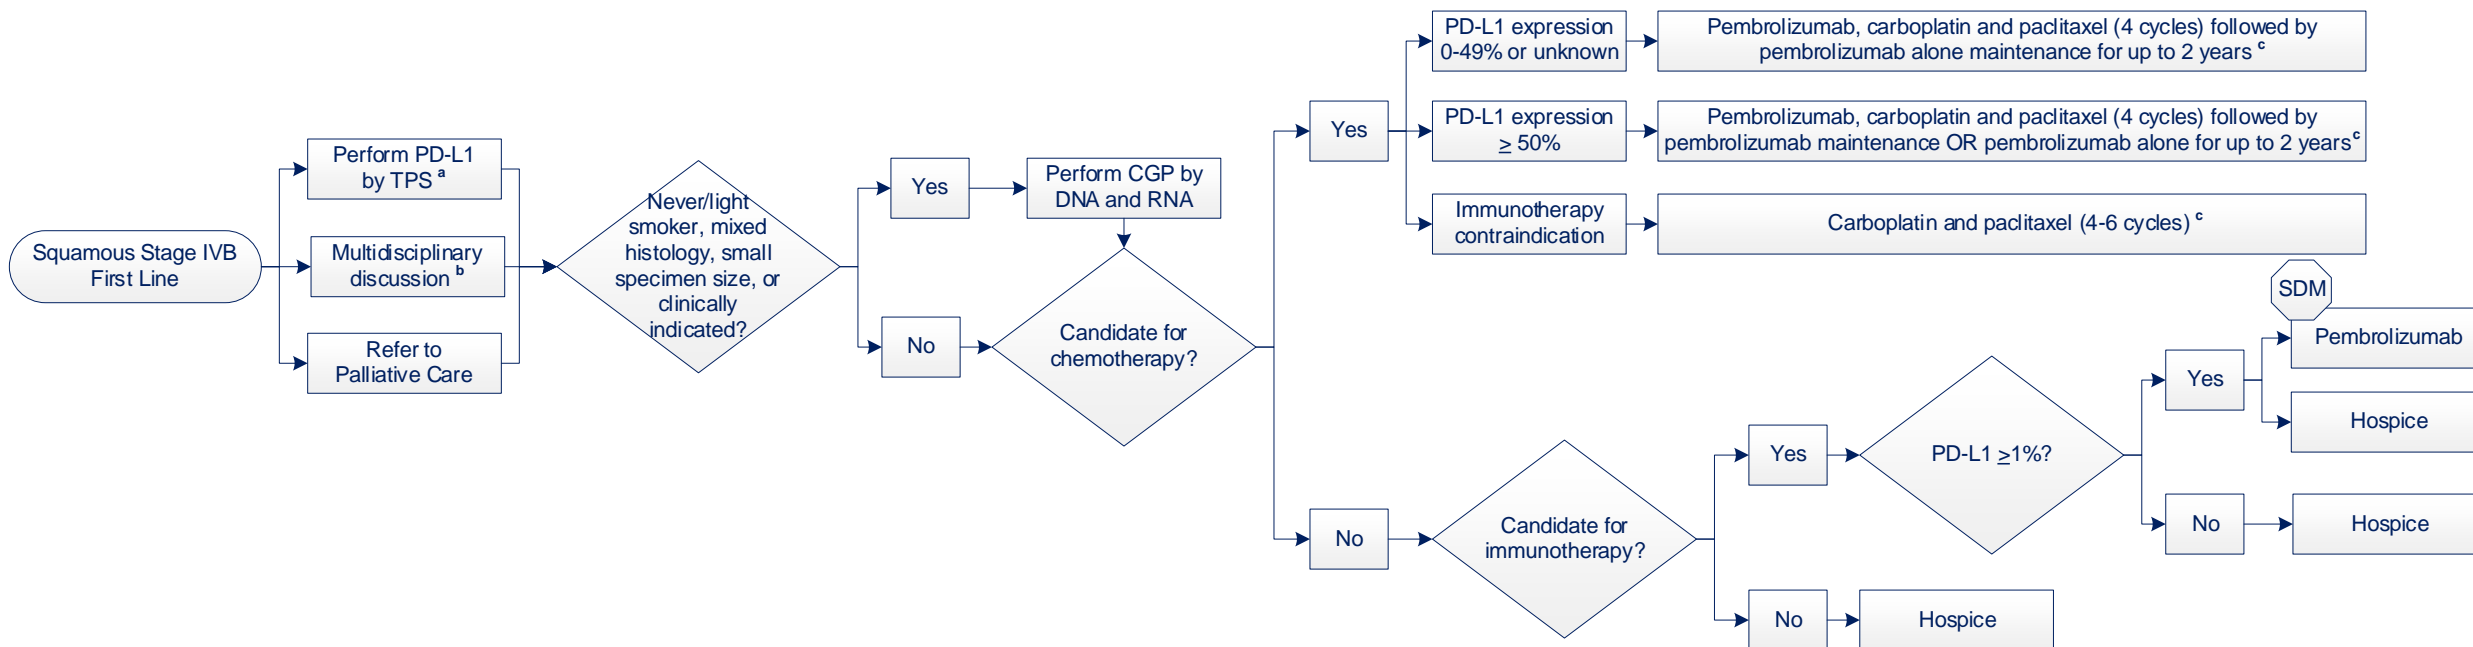 Squamous Stage IVB
First Line
Perform PD-L1
by TPS a
Multidisciplinary
discussion b
Refer to
Palliative Care
Never/light
smoker, mixed
histology, small
specimen size, or
clinically
indicated?
Yes
Perform CGP by
DNA and RNA
No
Candidate for
chemotherapy?
Yes
PD-L1 expression
0-49% or unknown
Pembrolizumab, carboplatin and paclitaxel (4 cycles) followed by
pembrolizumab alone maintenance for up to 2 years c
PD-L1 expression
≥ 50%
Pembrolizumab, carboplatin and paclitaxel (4 cycles) followed by
pembrolizumab maintenance OR pembrolizumab alone for up to 2 years c
Immunotherapy
contraindication
Carboplatin and paclitaxel (4-6 cycles) c
No
Candidate for
immunotherapy?
Yes
PD-L1 ≥1%?
Yes
SDM
Pembrolizumab
Hospice
No
Hospice
No
Hospice